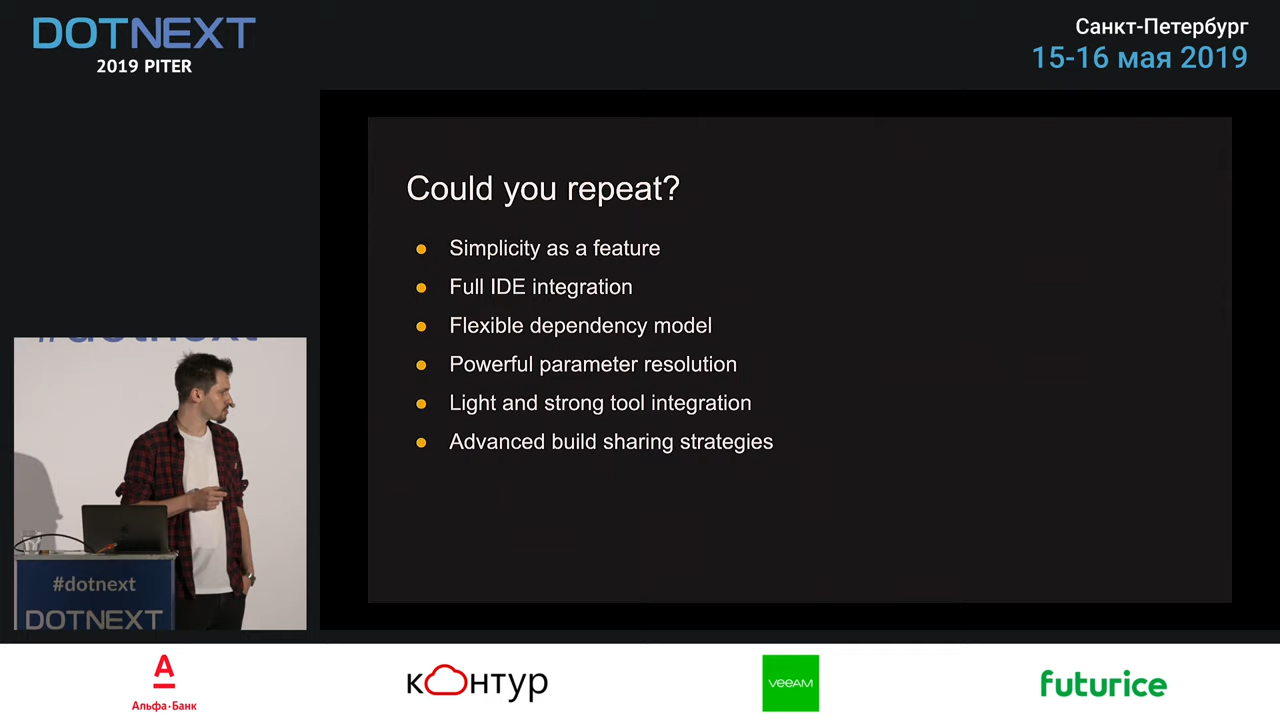 DOTNEXT
2019 PITER
Санкт-Петербург
15-16 мая 2019
Could you repeat?
Simplicity as a feature
Full IDE integration
Flexible dependency model
Powerful parameter resolution
Light and strong tool integration
Advanced build sharing strategies
#dotnext
#dotnext
DOTNEXT
А
Альфа·Банк
контур
veeAM
futurice